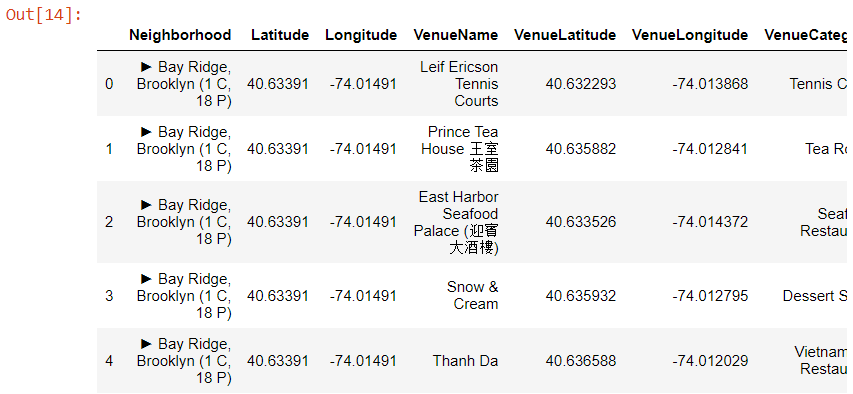 Out[14]:
Neighborhood Latitude Longitude VenueName VenueLatitude VenueLongitude VenueCateg
► Bay Ridge,
0 Brooklyn (1 C, 40.63391 -74.01491 Leif Ericson Tennis Courts 40.632293 -74.013868 Tennis C
18 P)
► Bay Ridge,
1 Brooklyn (1 C, 40.63391 -74.01491 Prince Tea House 王室茶園 40.635882 -74.012841 Tea Ro
18 P)
► Bay Ridge,
2 Brooklyn (1 C, 40.63391 -74.01491 East Harbor Seafood Palace (迎賓大酒樓) 40.633526 -74.014372 Seaf Restau
18 P)
► Bay Ridge,
3 Brooklyn (1 C, 40.63391 -74.01491 Snow & Cream 40.635932 -74.012795 Dessert S
18 P)
► Bay Ridge,
4 Brooklyn (1 C, 40.63391 -74.01491 Thanh Da 40.636588 -74.012029 Vietnam Restau
18 P)